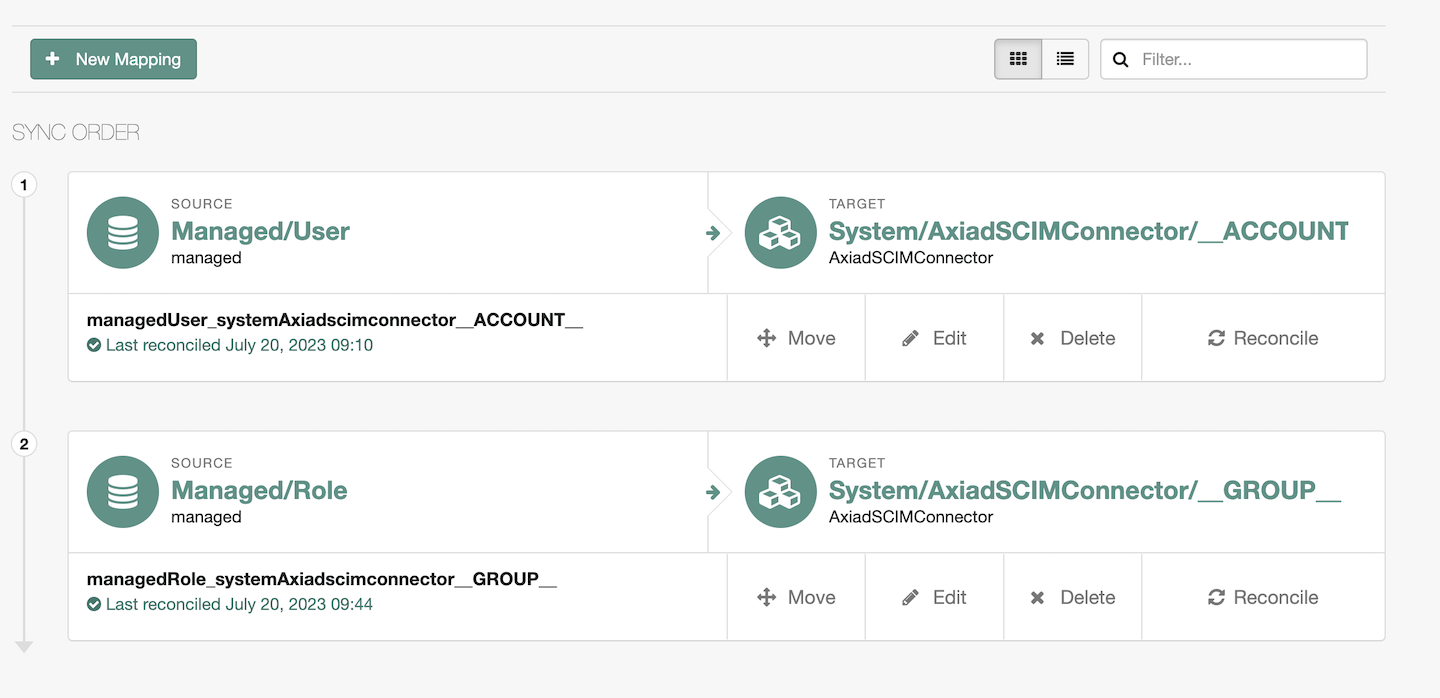 New Mapping
Filter...
SYNC ORDER
1
SOURCE
Managed/User
managed
TARGET
System/AxiadSCIMConnector/__ACCOUNT
AxiadSCIMConnector
managedUser_systemAxiadscimconnector__ACCOUNT__
Last reconciled July 20, 2023 09:10
Move
Edit
Delete
Reconcile
2
SOURCE
Managed/Role
managed
TARGET
System/AxiadSCIMConnector/__GROUP__
AxiadSCIMConnector
managedRole_systemAxiadscimconnector__GROUP__
Last reconciled July 20, 2023 09:44
Move
Edit
Delete
Reconcile